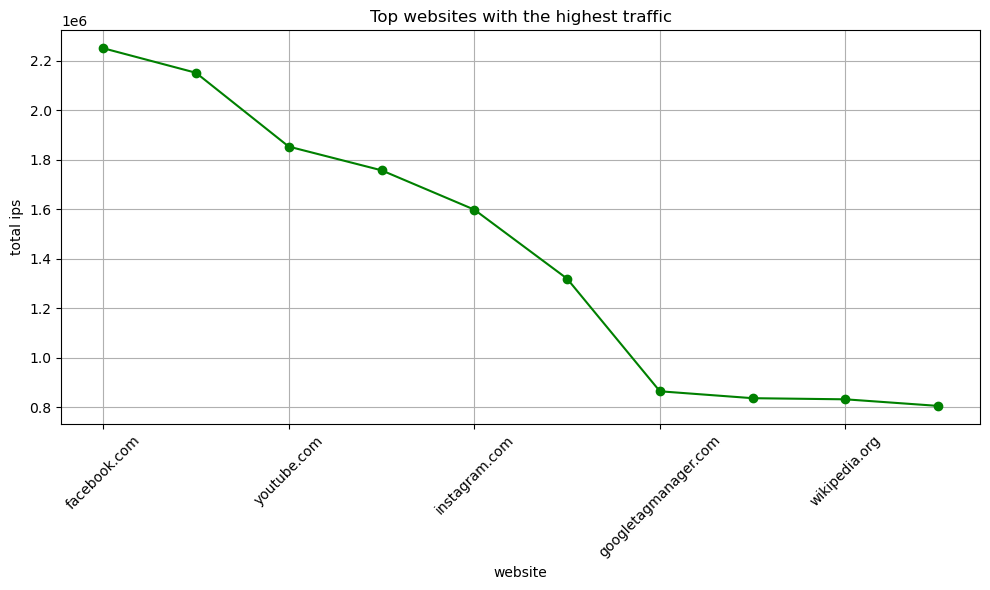 Top websites with the highest traffic
1e6
2.2
2.0
1.8
1.6
1.4
1.2
1.0
0.8
total ips
facebook.com
youtube.com
instagram.com
googletagmanager.com
wikipedia.org
website